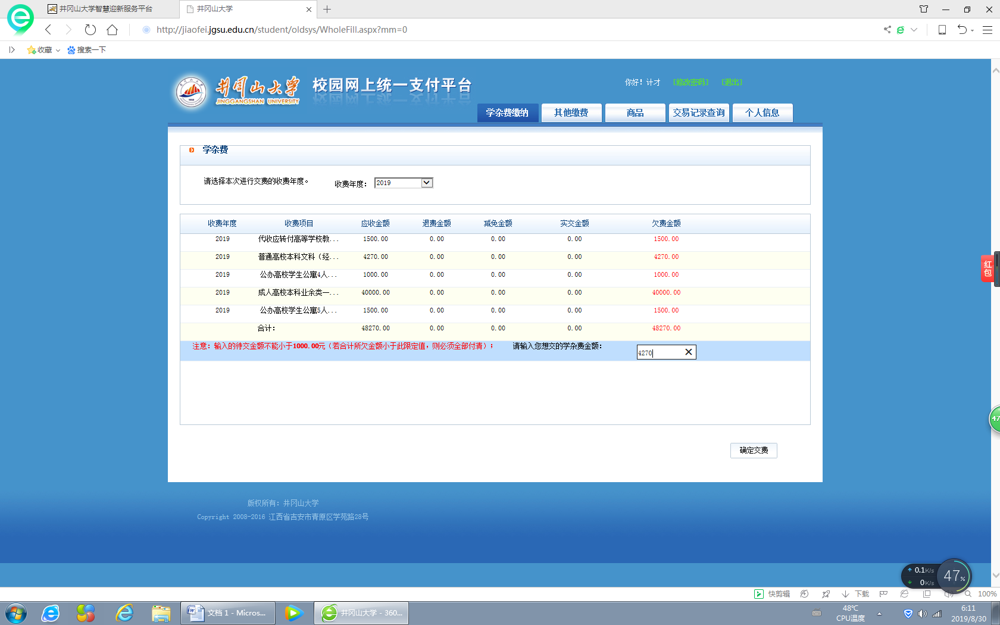 井冈山大学智慧迎新服务平台
井冈山大学
http://jiaofei.jgsu.edu.cn/student/oldsys/WholeFill.aspx?mm=0
收藏
搜索一下
井冈山大学 校园网上统一支付平台
JINGGANGSHAN UNIVERSITY
你好！计才 [修改密码] [退出]
学杂费缴纳 其他缴费 商品 交易记录查询 个人信息
学杂费
请选择本次进行交费的收费年度。 收费年度： 2019
收费年度 收费项目 应收金额 退费金额 减免金额 实交金额 欠费金额
2019 代收应转付高等学校教... 1500.00 0.00 0.00 0.00 1500.00
2019 普通高校本科文科（经... 4270.00 0.00 0.00 0.00 4270.00
2019 公办高校学生公寓4人... 1000.00 0.00 0.00 0.00 1000.00
2019 成人高校本科业余类一... 40000.00 0.00 0.00 0.00 40000.00
2019 公办高校学生公寓5人... 1500.00 0.00 0.00 0.00 1500.00
合计： 48270.00 0.00 0.00 0.00 48270.00
注意：输入的待交金额不能小于1000.00元（若合计所欠金额小于此限定值，则必须全部付清）； 请输入您想交的学杂费金额： 4270
确定交费
版权所有：井冈山大学
Copyright 2008-2016 江西省吉安市青原区学苑路28号
红包
47
0.1K/s
0K/s
47%
快剪辑 下载 100%
文档 1 - Micros...
井冈山大学 - 360...
48℃
CPU温度
6:11
2019/8/30